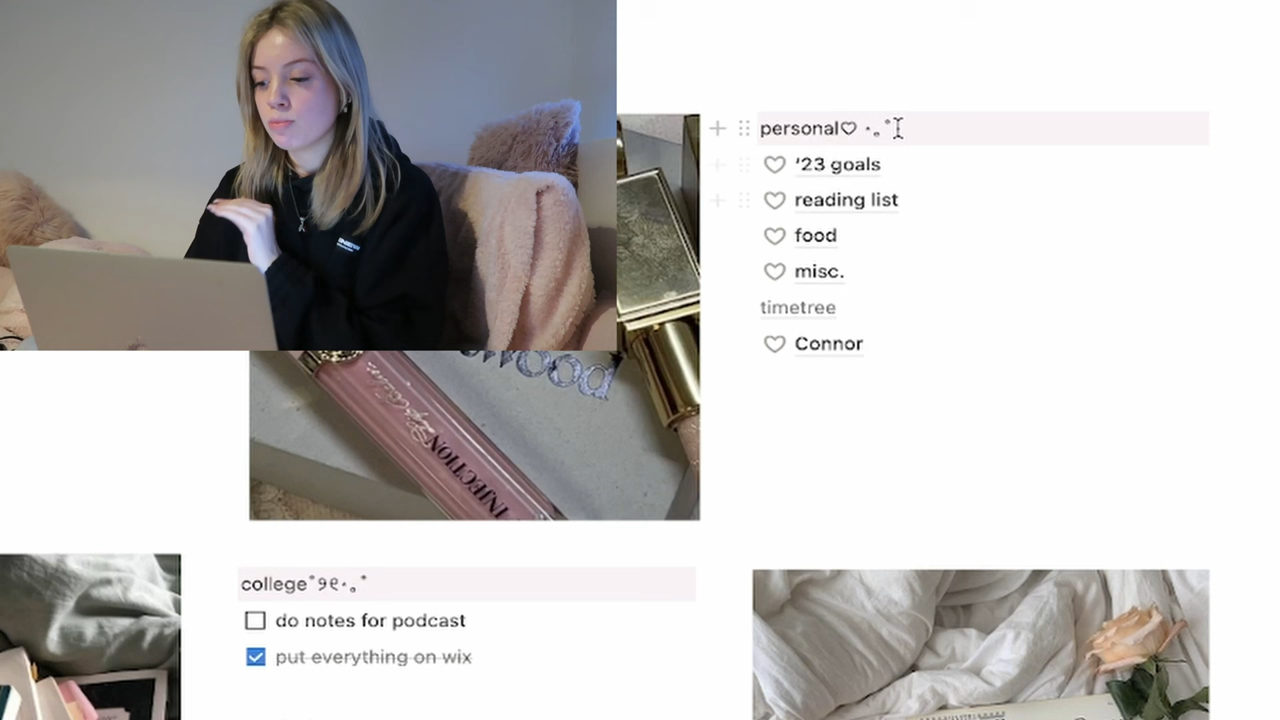 personal♡ ‧₊˚
'23 goals
reading list
food
misc.
timetree
Connor
INJECTION
college˚୨୧‧₊˚
do notes for podcast
put everything on wix